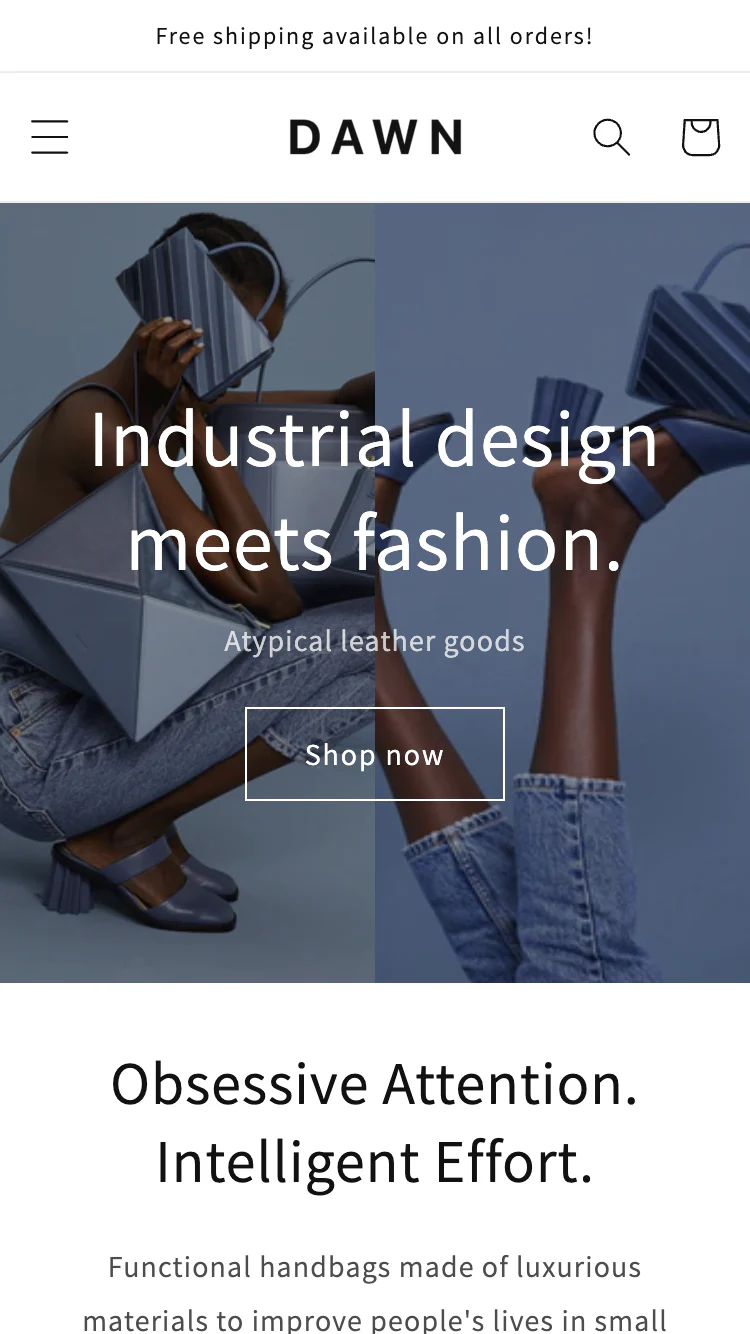 Free shipping available on all orders!
DAWN
Industrial design
meets fashion.
Atypical leather goods
Shop now
Obsessive Attention.
Intelligent Effort.
Functional handbags made of luxurious
materials to improve people's lives in small